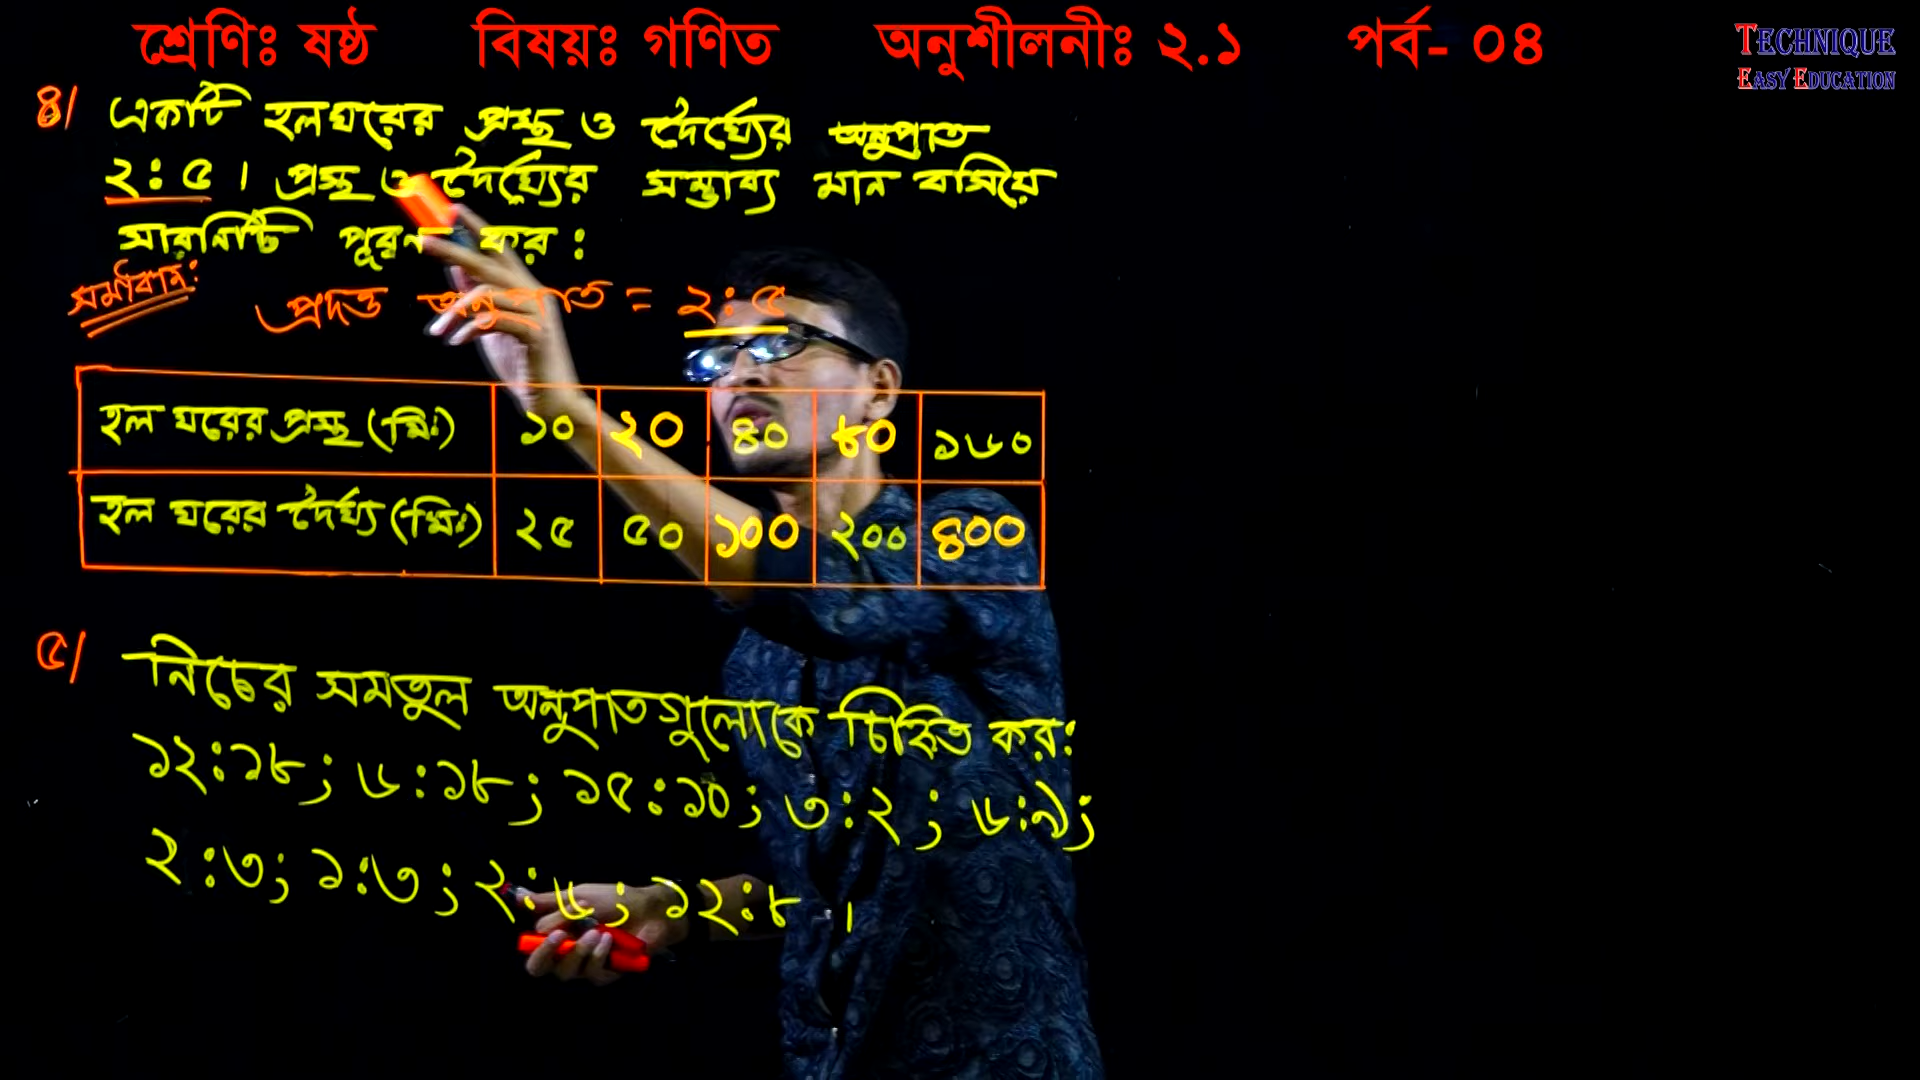 শ্রেণিঃ ষষ্ঠ বিষয়ঃ গণিত অনুশীলনীঃ ২.১ পর্ব- ০৪
TECHNIQUE
EASY EDUCATION
৪/ একটি হলঘরের প্রস্থ ও দৈর্ঘ্যের অনুপাত
২:৫। প্রস্থ ও দৈর্ঘ্যের সম্ভাব্য মান বসিয়ে
সারনিটি পূরন কর:
সমাধান:
প্রদত্ত অনুপাত = ২:৫
হল ঘরের প্রস্থ (মিঃ) ১০ ২০ ৪০ ৮০ ১৬০
হল ঘরের দৈর্ঘ্য (মিঃ) ২৫ ৫০ ১০০ ২০০ ৪০০
৫/ নিচের সমতুল অনুপাতগুলোকে চিহ্নিত কর:
১২:১৮; ৬:১৮; ১৫:১০; ৩:২; ৬:৯;
২:৩; ১:৩; ২:৬; ১২:৮।